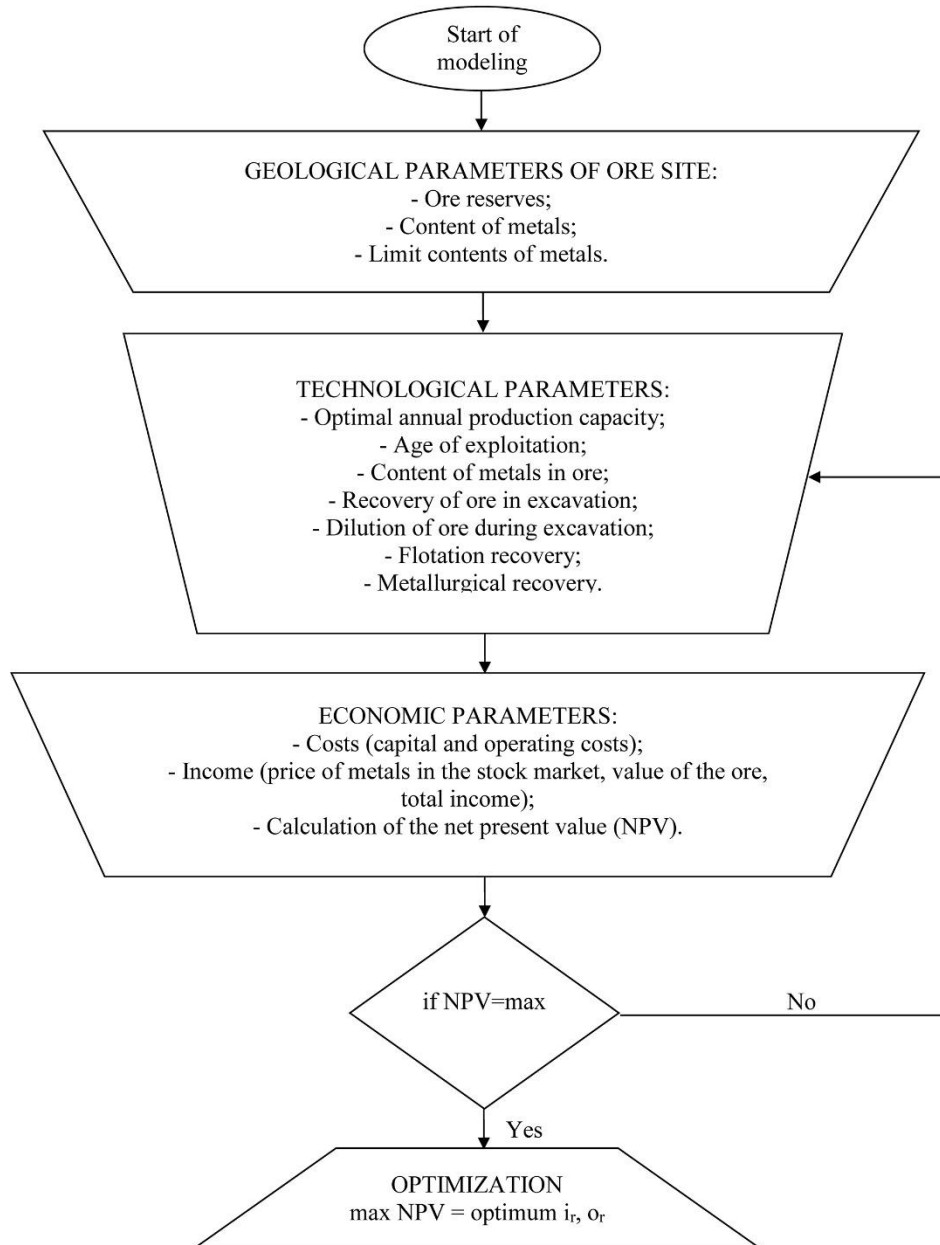 Start of
modeling
GEOLOGICAL PARAMETERS OF ORE SITE:
- Ore reserves;
- Content of metals;
- Limit contents of metals.
TECHNOLOGICAL PARAMETERS:
- Optimal annual production capacity;
- Age of exploitation;
- Content of metals in ore;
- Recovery of ore in excavation;
- Dilution of ore during excavation;
- Flotation recovery;
- Metallurgical recovery.
ECONOMIC PARAMETERS:
- Costs (capital and operating costs);
- Income (price of metals in the stock market, value of the ore,
total income);
- Calculation of the net present value (NPV).
if NPV=max
No
Yes
OPTIMIZATION
max NPV = optimum iᵣ, oᵣ